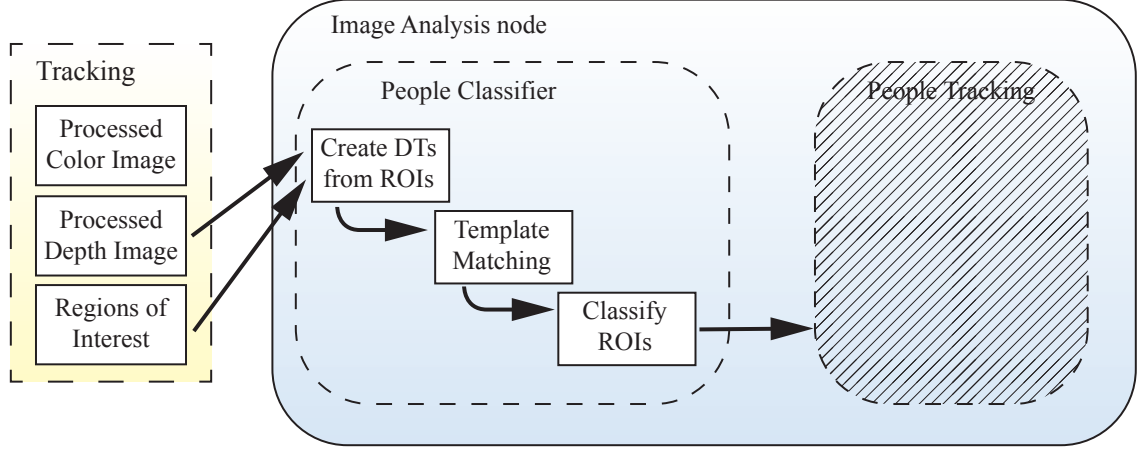 Image Analysis node
Tracking
Processed
Color Image
Processed
Depth Image
Regions of
Interest
People Classifier
Create DTs
from ROIs
Template
Matching
Classify
ROIs
People Tracking